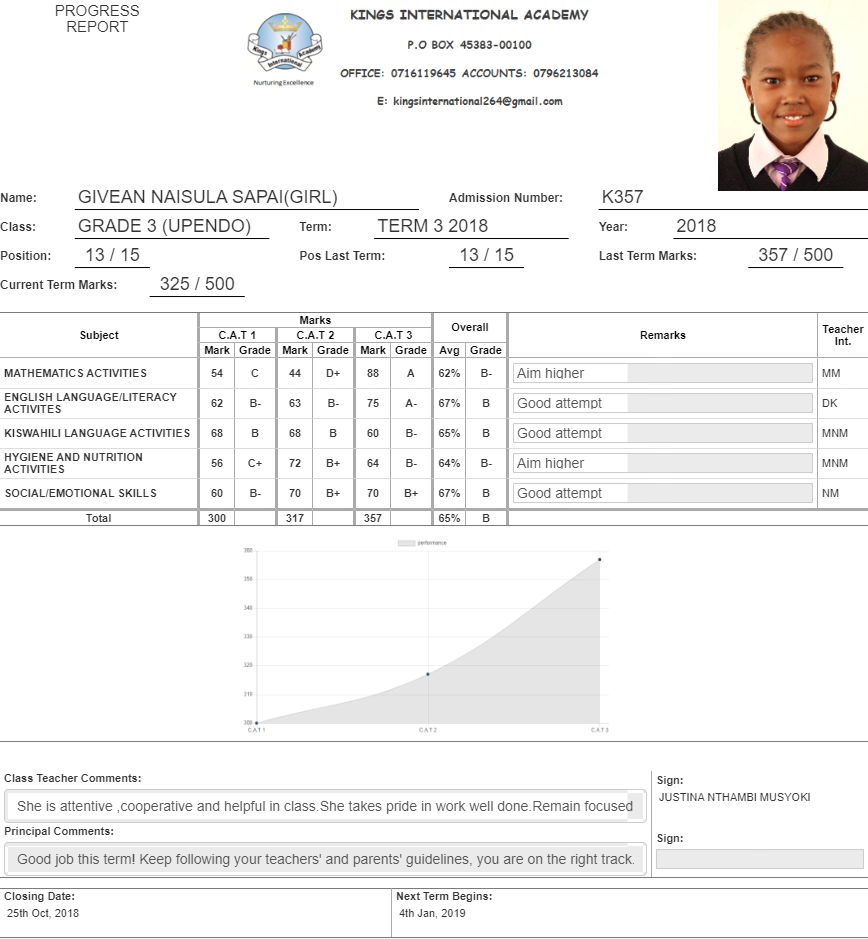 PROGRESS
REPORT
KINGS INTERNATIONAL ACADEMY
P.O BOX 45383-00100
OFFICE: 0716119645 ACCOUNTS: 0796213084
E: kingsinternational264@gmail.com
Kings International Academy
Nurturing Excellence
Name: GIVEAN NAISULA SAPAI(GIRL) Admission Number: K357
Class: GRADE 3 (UPENDO) Term: TERM 3 2018 Year: 2018
Position: 13 / 15 Pos Last Term: 13 / 15 Last Term Marks: 357 / 500
Current Term Marks: 325 / 500
Subject Marks Overall Remarks Teacher Int.
C.A.T 1 C.A.T 2 C.A.T 3
Mark Grade Mark Grade Mark Grade Avg Grade
MATHEMATICS ACTIVITIES 54 C 44 D+ 88 A 62% B- Aim higher MM
ENGLISH LANGUAGE/LITERACY ACTIVITES 62 B- 63 B- 75 A- 67% B Good attempt DK
KISWAHILI LANGUAGE ACTIVITIES 68 B 68 B 60 B- 65% B Good attempt MNM
HYGIENE AND NUTRITION ACTIVITIES 56 C+ 72 B+ 64 B- 64% B- Aim higher MNM
SOCIAL/EMOTIONAL SKILLS 60 B- 70 B+ 70 B+ 67% B Good attempt NM
Total 300 317 357 65% B
performance
360
350
340
330
320
310
300
C.A.T 1 C.A.T 2 C.A.T 3
Class Teacher Comments:
She is attentive ,cooperative and helpful in class.She takes pride in work well done.Remain focused
Sign:
JUSTINA NTHAMBI MUSYOKI
Principal Comments:
Good job this term! Keep following your teachers' and parents' guidelines, you are on the right track.
Sign:
Closing Date: Next Term Begins:
25th Oct, 2018 4th Jan, 2019